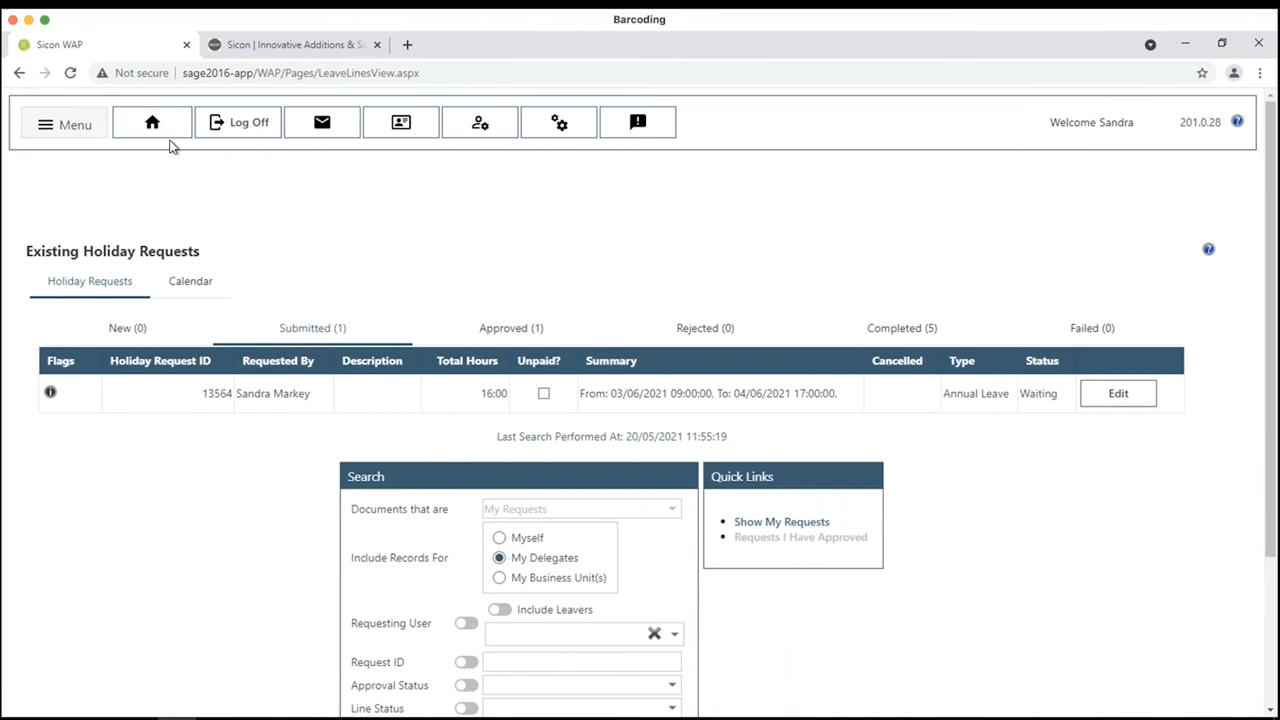 Barcoding
Sicon WAP
Sicon | Innovative Additions & S
Not secure sage2016-app/WAP/Pages/LeaveLinesView.aspx
Menu Log Off Welcome Sandra 201.0.28
Existing Holiday Requests
Holiday Requests Calendar
New (0) Submitted (1) Approved (1) Rejected (0) Completed (5) Failed (0)
Flags Holiday Request ID Requested By Description Total Hours Unpaid? Summary Cancelled Type Status
13564 Sandra Markey 16:00 From: 03/06/2021 09:00:00, To: 04/06/2021 17:00:00. Annual Leave Waiting Edit
Last Search Performed At: 20/05/2021 11:55:19
Search
Documents that are My Requests
Include Records For
Myself
My Delegates
My Business Unit(s)
Include Leavers
Requesting User
Request ID
Approval Status
Line Status
Quick Links
Show My Requests
Requests I Have Approved